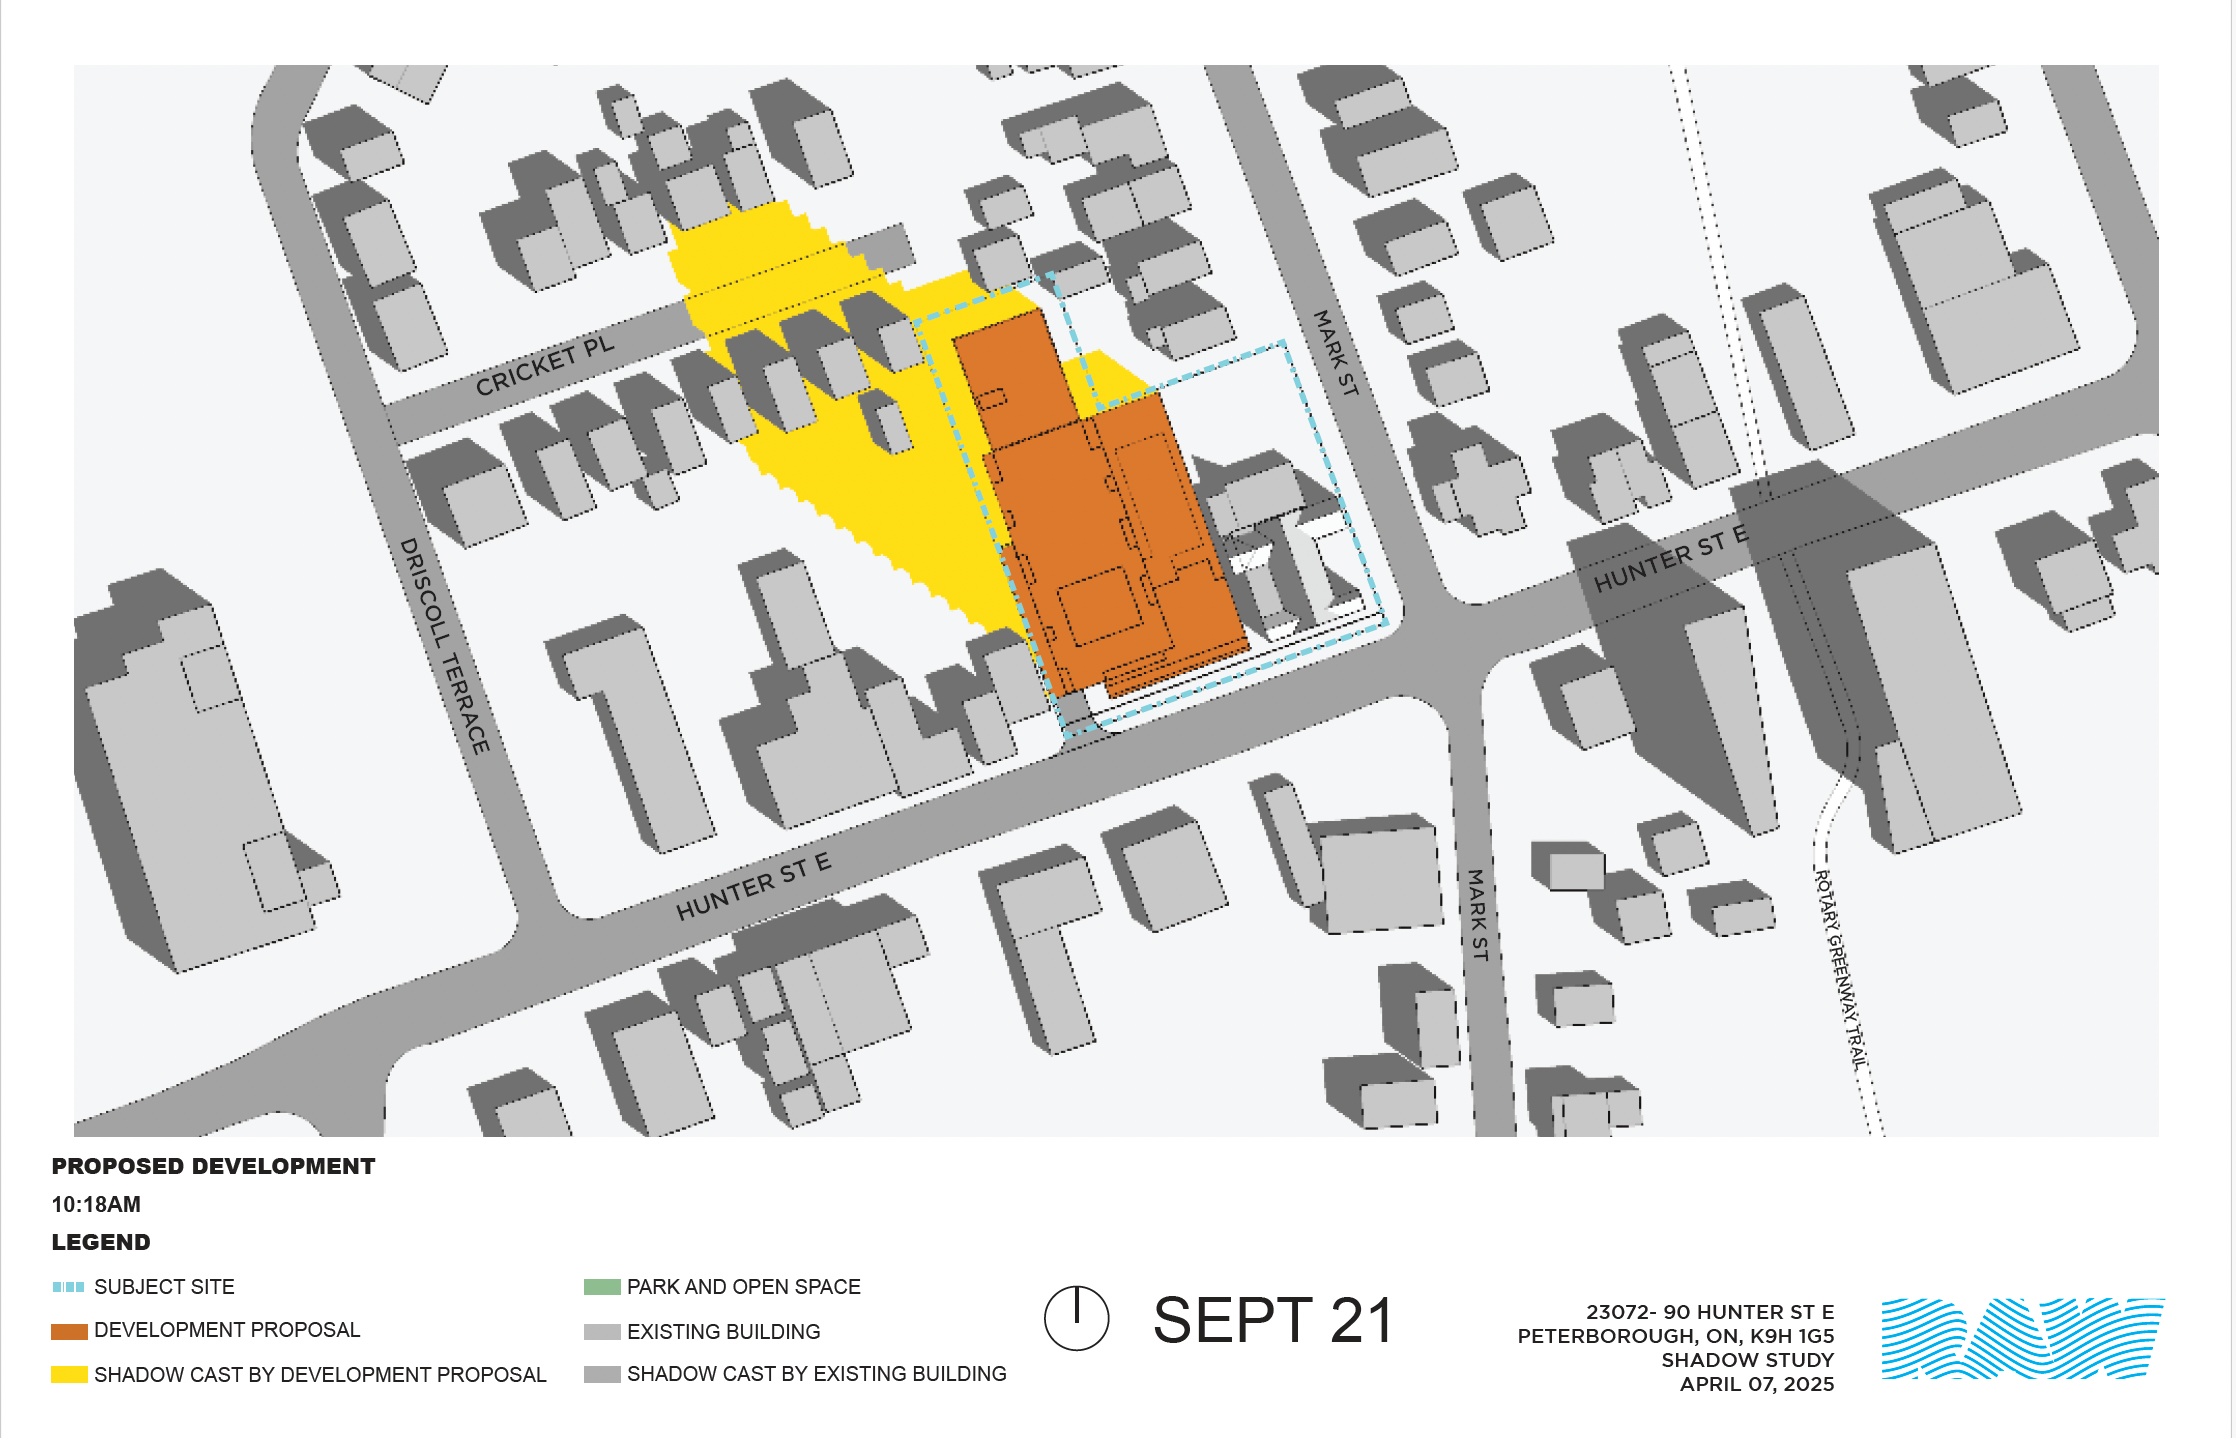 MARK ST
CRICKET PL
HUNTER ST E
DRISCOLL TERRACE
HUNTER ST E
MARK ST
ROTARY GREENWAY TRAIL
PROPOSED DEVELOPMENT
10:18AM
LEGEND
SUBJECT SITE
DEVELOPMENT PROPOSAL
SHADOW CAST BY DEVELOPMENT PROPOSAL
PARK AND OPEN SPACE
EXISTING BUILDING
SHADOW CAST BY EXISTING BUILDING
SEPT 21
23072- 90 HUNTER ST E
PETERBOROUGH, ON, K9H 1G5
SHADOW STUDY
APRIL 07, 2025